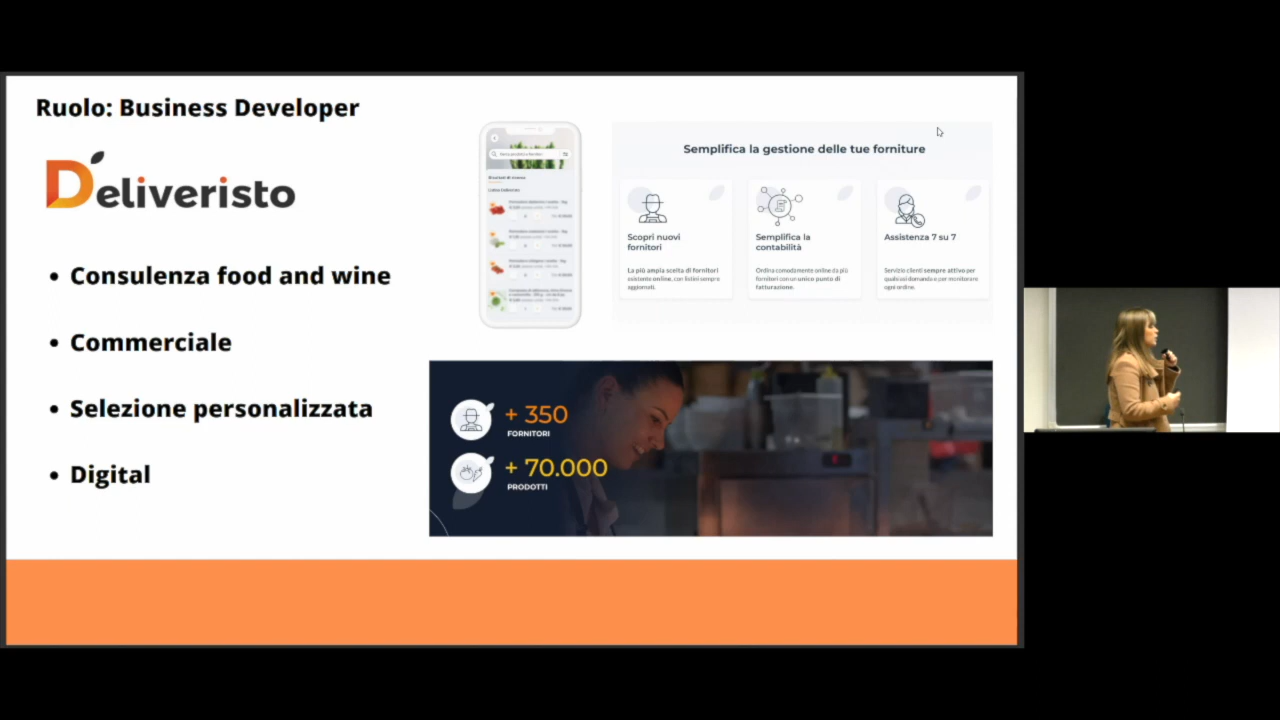 Ruolo: Business Developer
Deliveristo
• Consulenza food and wine
• Commerciale
• Selezione personalizzata
• Digital
Semplifica la gestione delle tue forniture
Scopri nuovi
fornitori
La più ampia scelta di fornitori
esistente online, con listini sempre
aggiornati.
Semplifica la
contabilità
Ordina comodamente online da più
fornitori con un unico punto di
fatturazione.
Assistenza 7 su 7
Servizio clienti sempre attivo per
qualsiasi domanda e per monitorare
ogni ordine.
+ 350
FORNITORI
+ 70.000
PRODOTTI